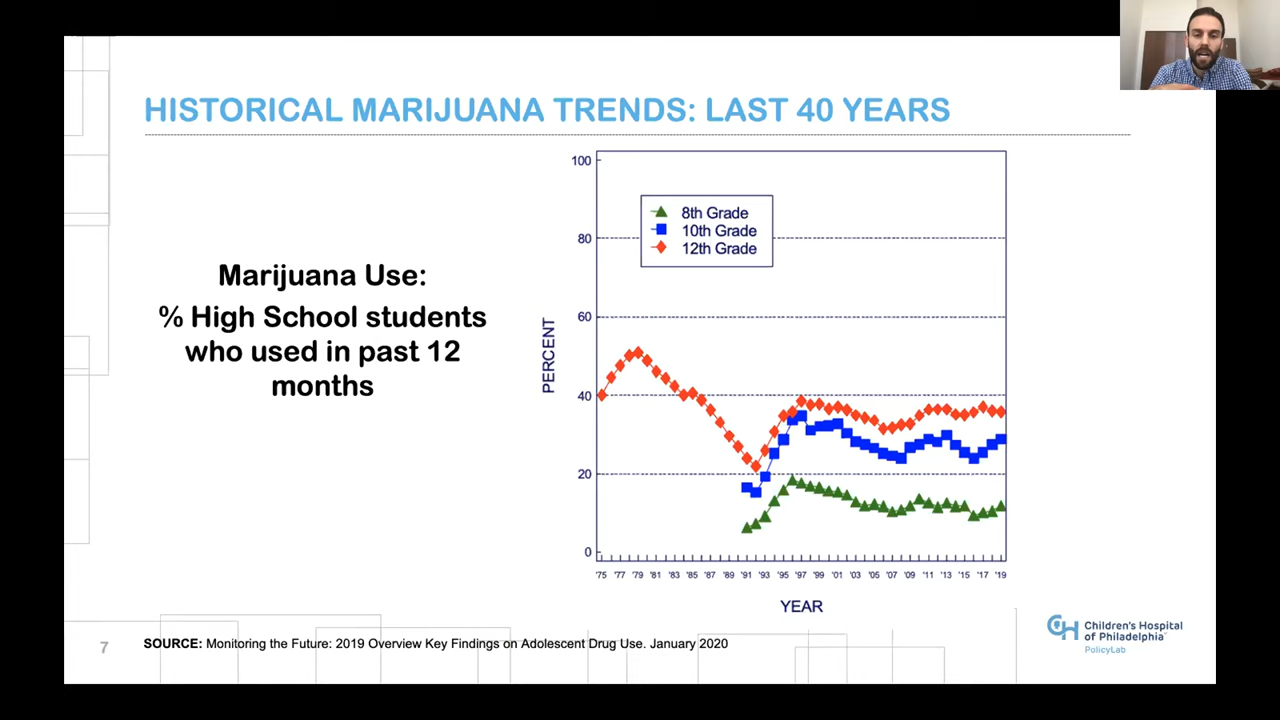 HISTORICAL MARIJUANA TRENDS: LAST 40 YEARS
Marijuana Use:
% High School students
who used in past 12
months
PERCENT
100
80
60
40
20
0
8th Grade
10th Grade
12th Grade
'75 '77 '79 '81 '83 '85 '87 '89 '91 '93 '95 '97 '99 '01 '03 '05 '07 '09 '11 '13 '15 '17 '19
YEAR
7
SOURCE: Monitoring the Future: 2019 Overview Key Findings on Adolescent Drug Use. January 2020
CH Children's Hospital
of Philadelphia
PolicyLab